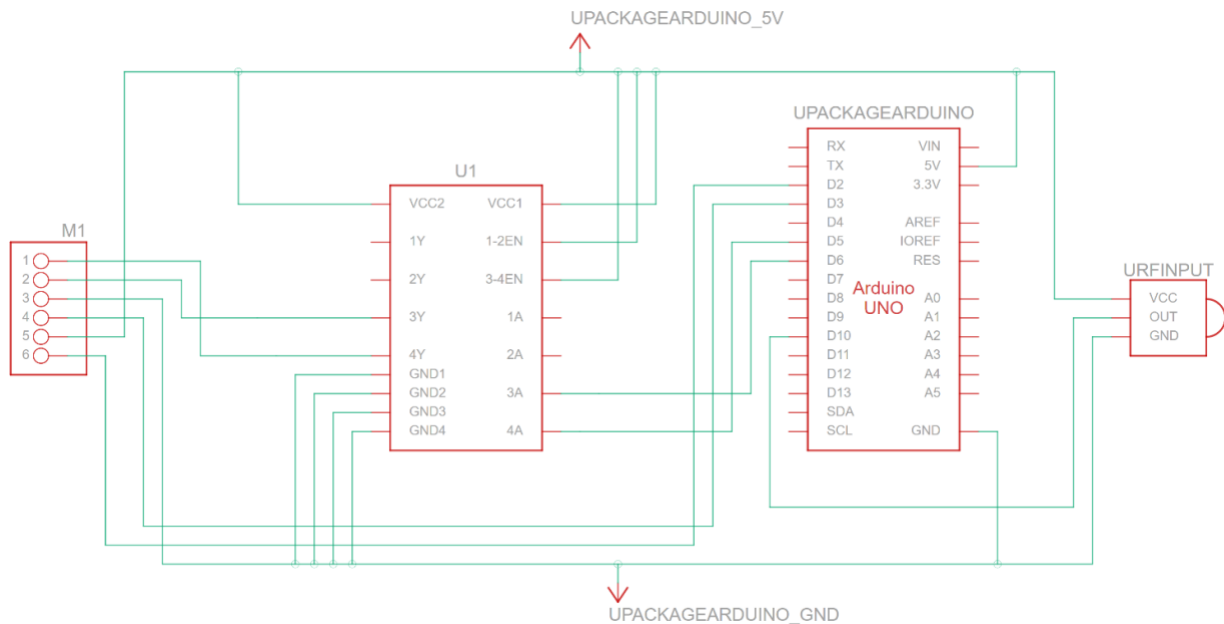 UPACKAGEARDUINO_5V
UPACKAGEARDUINO
RX VIN
TX 5V
D2 3.3V
D3
D4 AREF
D5 IOREF
D6 RES
D7
D8 A0
D9 A1
D10 A2
D11 A3
D12 A4
D13 A5
SDA
SCL GND
Arduino
UNO
U1
VCC2 VCC1
1Y 1-2EN
2Y 3-4EN
3Y 1A
4Y 2A
GND1
GND2 3A
GND3
GND4 4A
M1
1
2
3
4
5
6
URFINPUT
VCC
OUT
GND
UPACKAGEARDUINO_GND